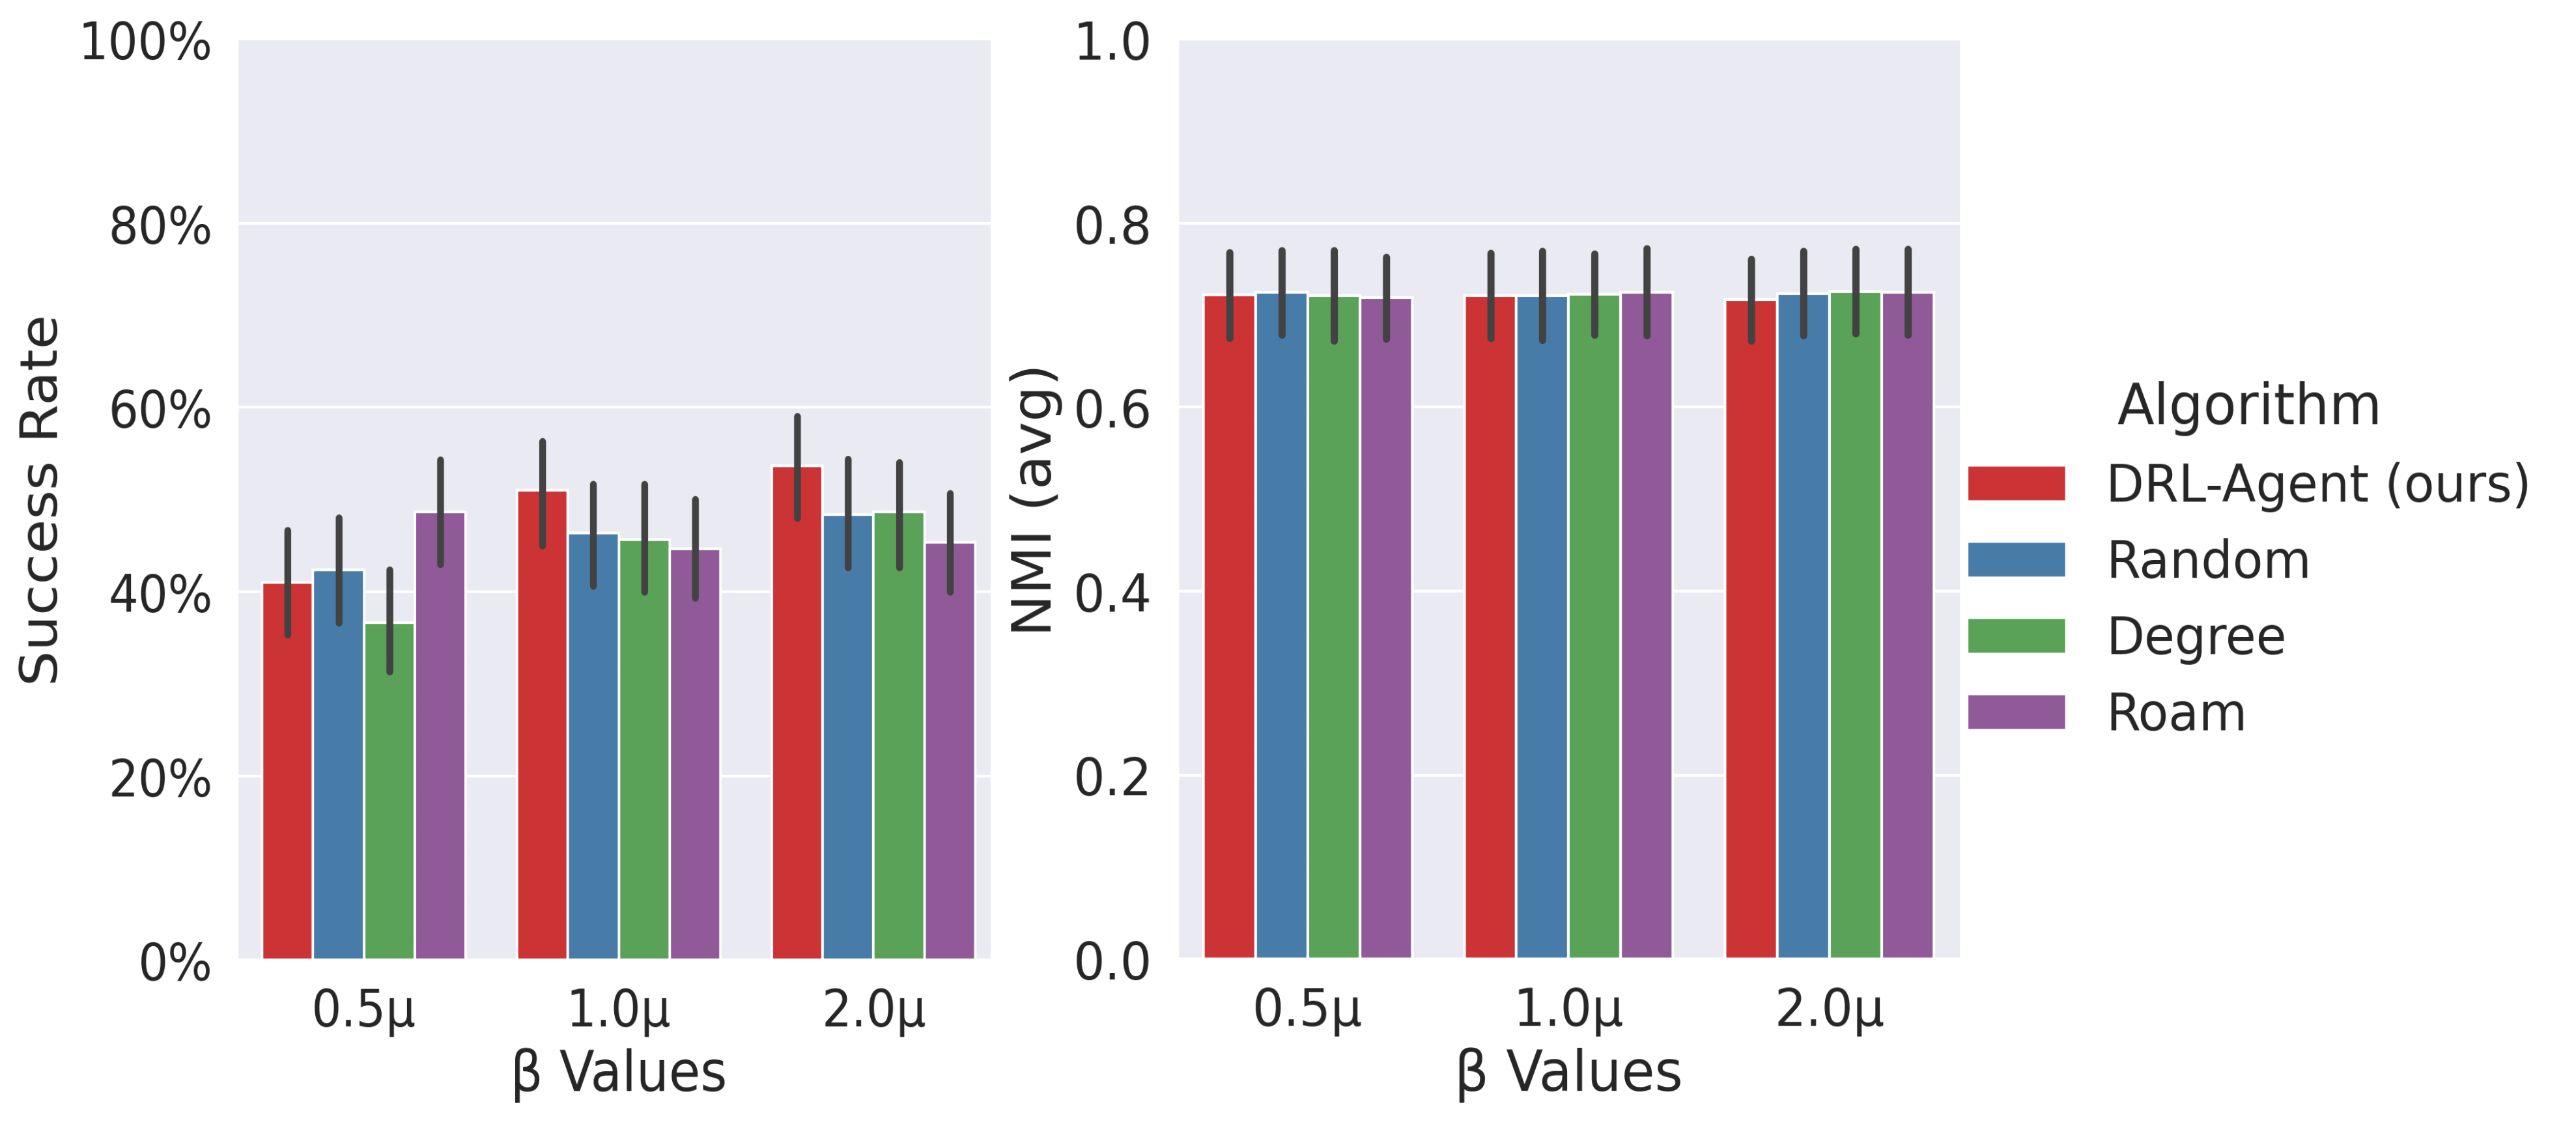 Success Rate
100%
80%
60%
40%
20%
0%
0.5μ 1.0μ 2.0μ
β Values
NMI (avg)
1.0
0.8
0.6
0.4
0.2
0.0
0.5μ 1.0μ 2.0μ
β Values
Algorithm
DRL-Agent (ours)
Random
Degree
Roam